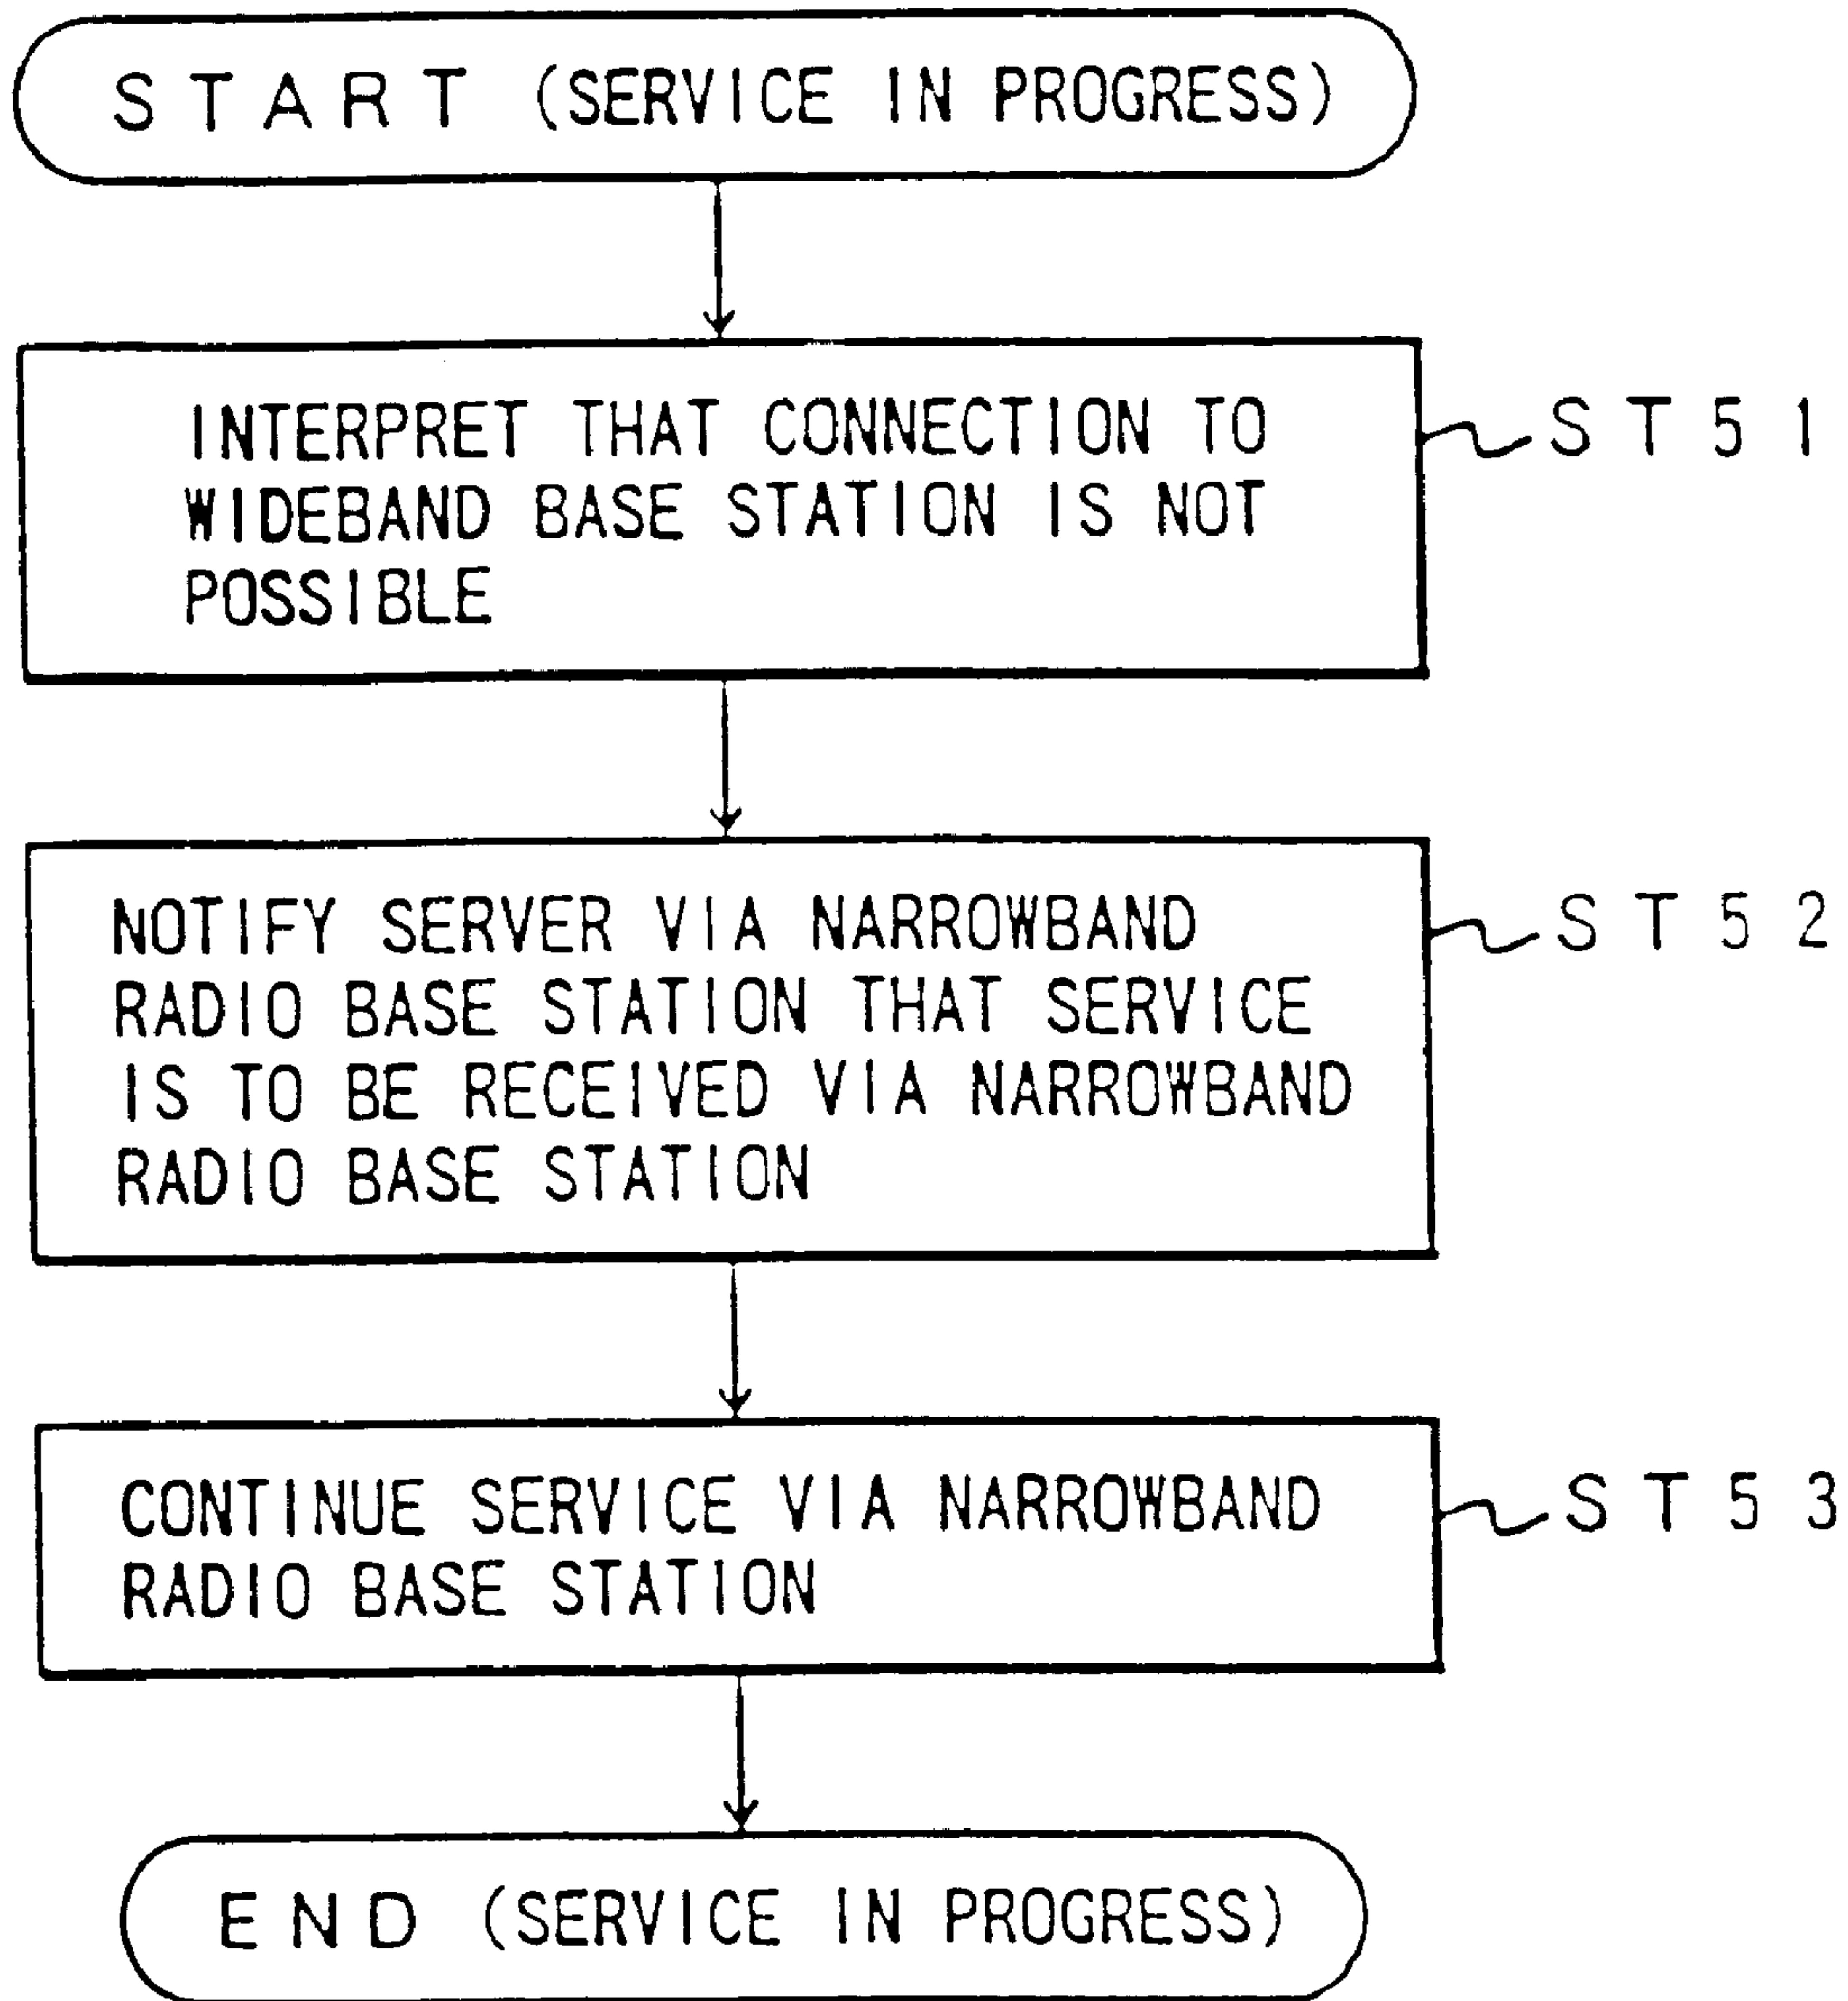 START (SERVICE IN PROGRESS)
INTERPRET THAT CONNECTION TO
WIDEBAND BASE STATION IS NOT
POSSIBLE
ST51
NOTIFY SERVER VIA NARROWBAND
RADIO BASE STATION THAT SERVICE
IS TO BE RECEIVED VIA NARROWBAND
RADIO BASE STATION
ST52
CONTINUE SERVICE VIA NARROWBAND
RADIO BASE STATION
ST53
END (SERVICE IN PROGRESS)